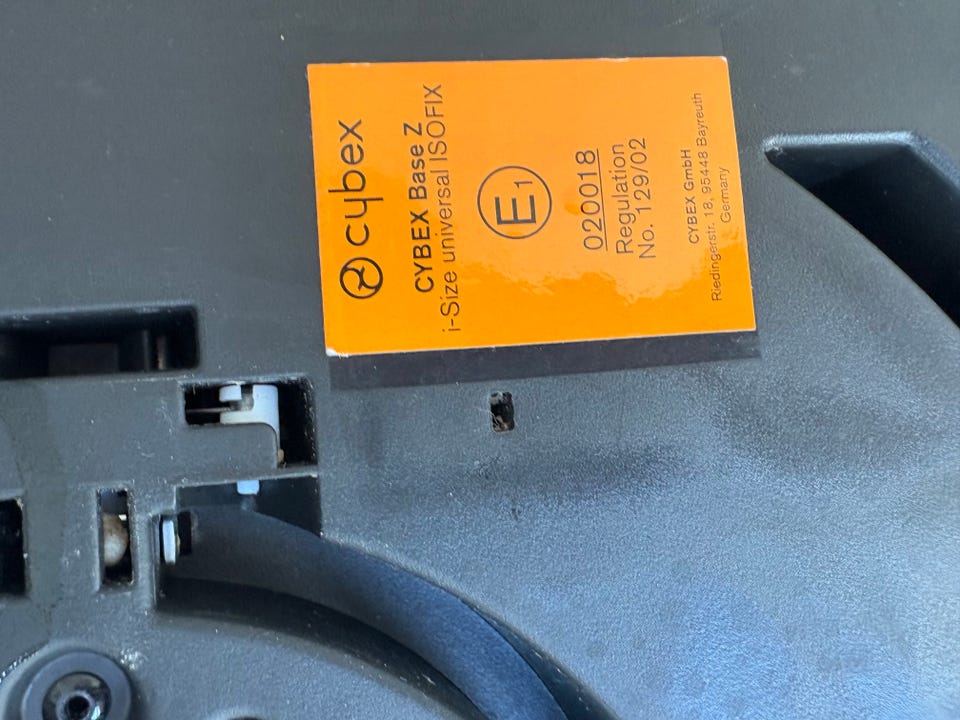 cybex
CYBEX Base Z
i-Size universal ISOFIX
E1
020018
Regulation
No. 129/02
CYBEX GmbH
Riedingerstr. 18, 95448 Bayreuth
Germany